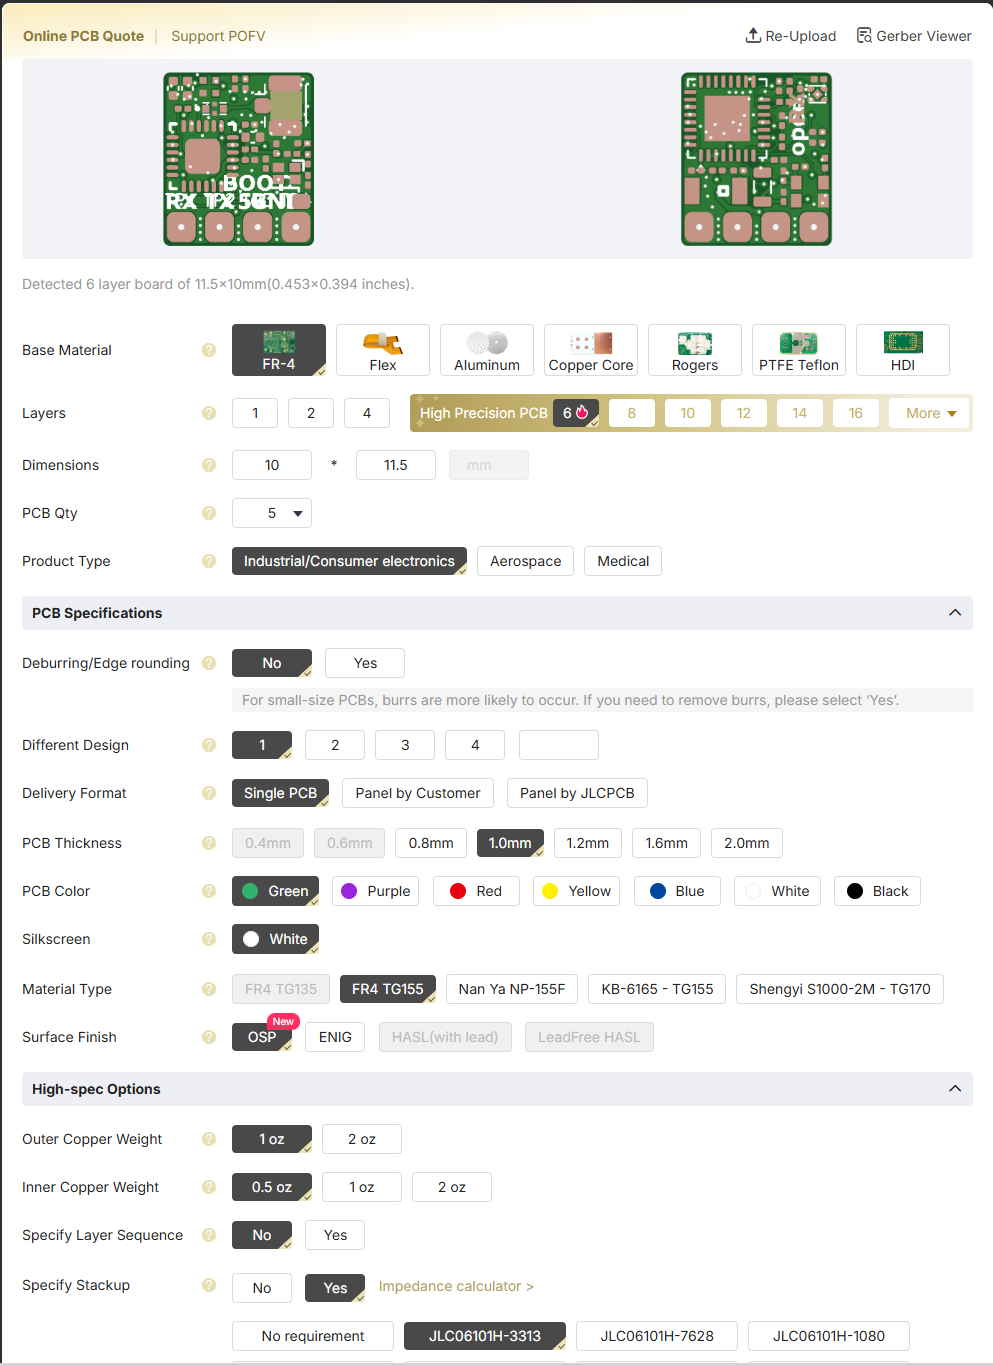 Online PCB Quote | Support POFV
Re-Upload Gerber Viewer
BOO
opcb
Detected 6 layer board of 11.5×10mm(0.453×0.394 inches).
Base Material ? FR-4 Flex Aluminum Copper Core Rogers PTFE Teflon HDI
Layers ? 1 2 4 High Precision PCB 6 8 10 12 14 16 More
Dimensions ? 10 * 11.5 mm
PCB Qty ? 5
Product Type ? Industrial/Consumer electronics Aerospace Medical
PCB Specifications
Deburring/Edge rounding ? No Yes
For small-size PCBs, burrs are more likely to occur. If you need to remove burrs, please select ‘Yes’.
Different Design ? 1 2 3 4
Delivery Format ? Single PCB Panel by Customer Panel by JLCPCB
PCB Thickness ? 0.4mm 0.6mm 0.8mm 1.0mm 1.2mm 1.6mm 2.0mm
PCB Color ? Green Purple Red Yellow Blue White Black
Silkscreen ? White
Material Type ? FR4 TG135 FR4 TG155 Nan Ya NP-155F KB-6165 - TG155 Shengyi S1000-2M - TG170
New
Surface Finish ? OSP ENIG HASL(with lead) LeadFree HASL
High-spec Options
Outer Copper Weight ? 1 oz 2 oz
Inner Copper Weight ? 0.5 oz 1 oz 2 oz
Specify Layer Sequence ? No Yes
Specify Stackup ? No Yes Impedance calculator >
No requirement JLC06101H-3313 JLC06101H-7628 JLC06101H-1080